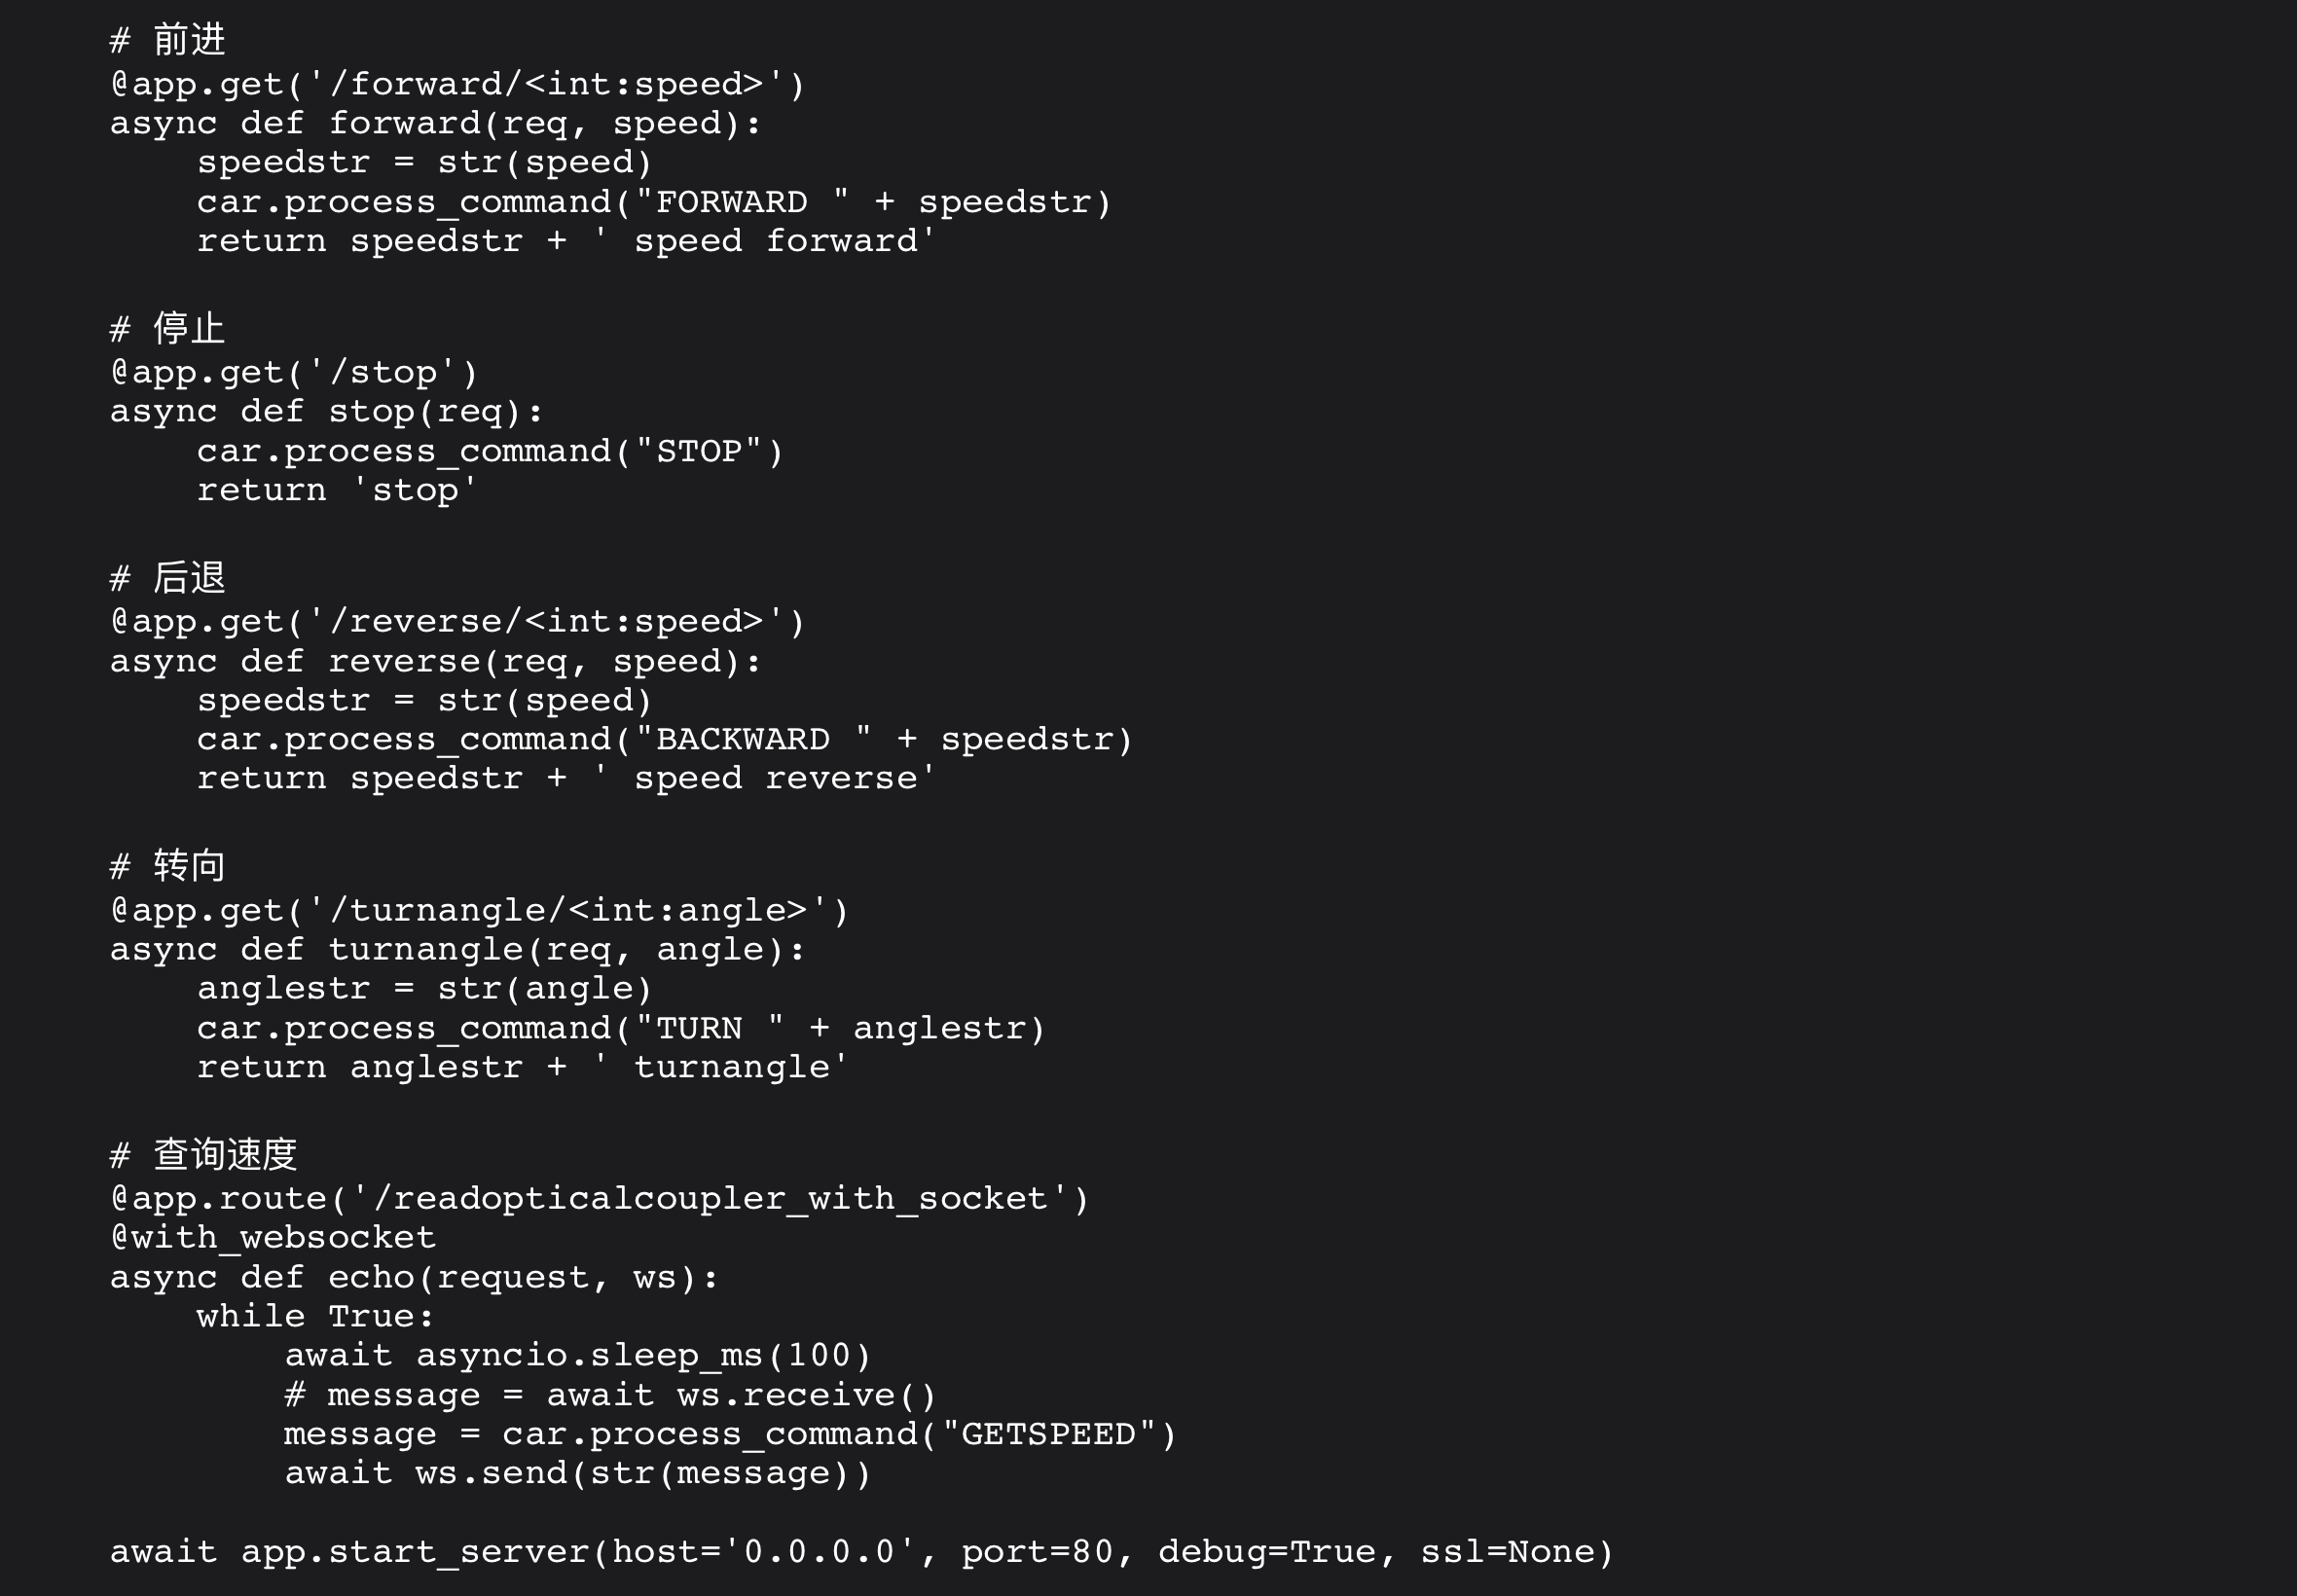 # 前进
@app.get('/forward/<int:speed>')
async def forward(req, speed):
    speedstr = str(speed)
    car.process_command("FORWARD " + speedstr)
    return speedstr + ' speed forward'

# 停止
@app.get('/stop')
async def stop(req):
    car.process_command("STOP")
    return 'stop'

# 后退
@app.get('/reverse/<int:speed>')
async def reverse(req, speed):
    speedstr = str(speed)
    car.process_command("BACKWARD " + speedstr)
    return speedstr + ' speed reverse'

# 转向
@app.get('/turnangle/<int:angle>')
async def turnangle(req, angle):
    anglestr = str(angle)
    car.process_command("TURN " + anglestr)
    return anglestr + ' turnangle'

# 查询速度
@app.route('/readopticalcoupler_with_socket')
@with_websocket
async def echo(request, ws):
    while True:
        await asyncio.sleep_ms(100)
        # message = await ws.receive()
        message = car.process_command("GETSPEED")
        await ws.send(str(message))

await app.start_server(host='0.0.0.0', port=80, debug=True, ssl=None)